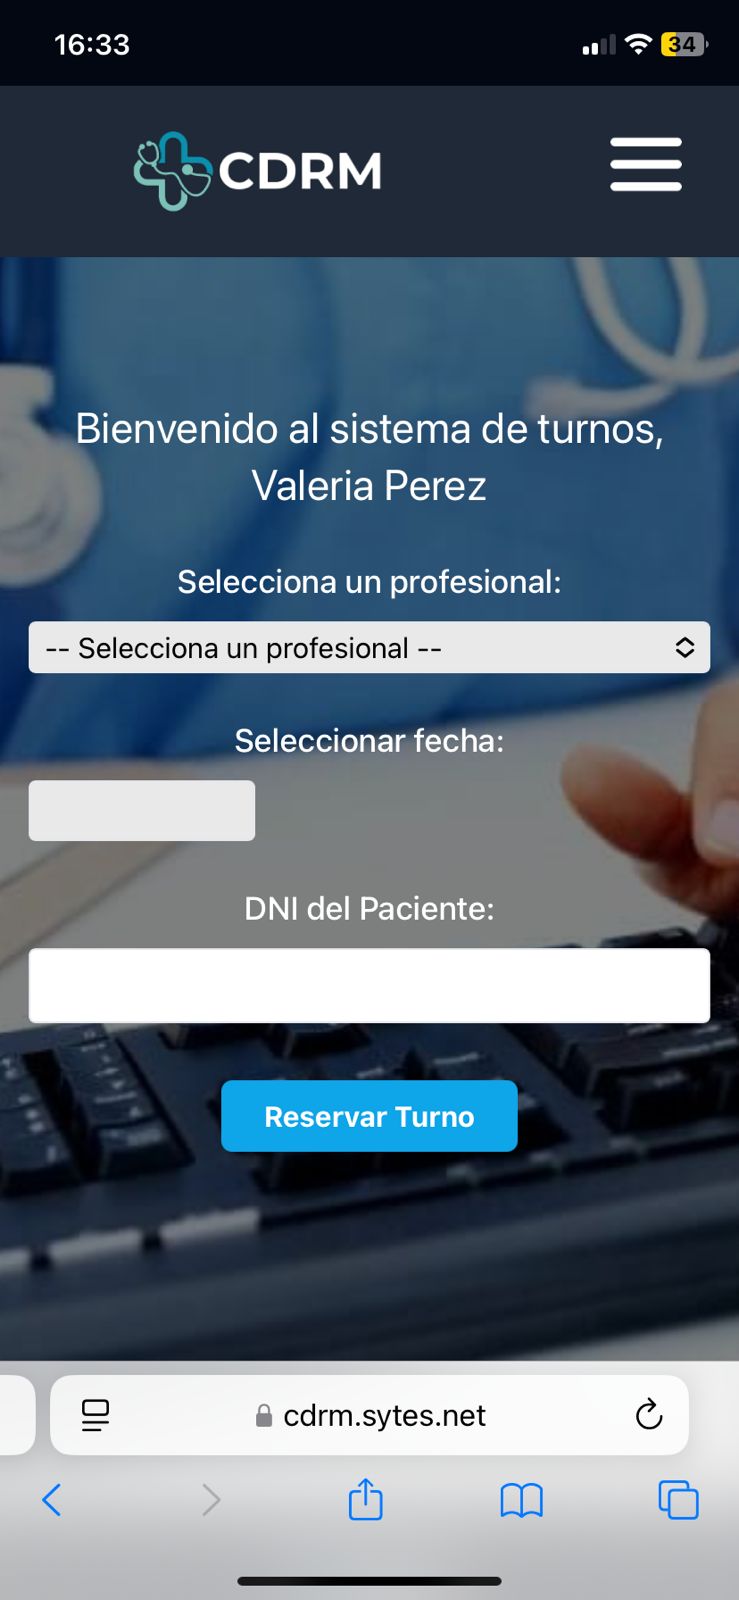 16:33
34
CDRM
Bienvenido al sistema de turnos,
Valeria Perez
Selecciona un profesional:
-- Selecciona un profesional --
Seleccionar fecha:
DNI del Paciente:
Reservar Turno
cdrm.sytes.net